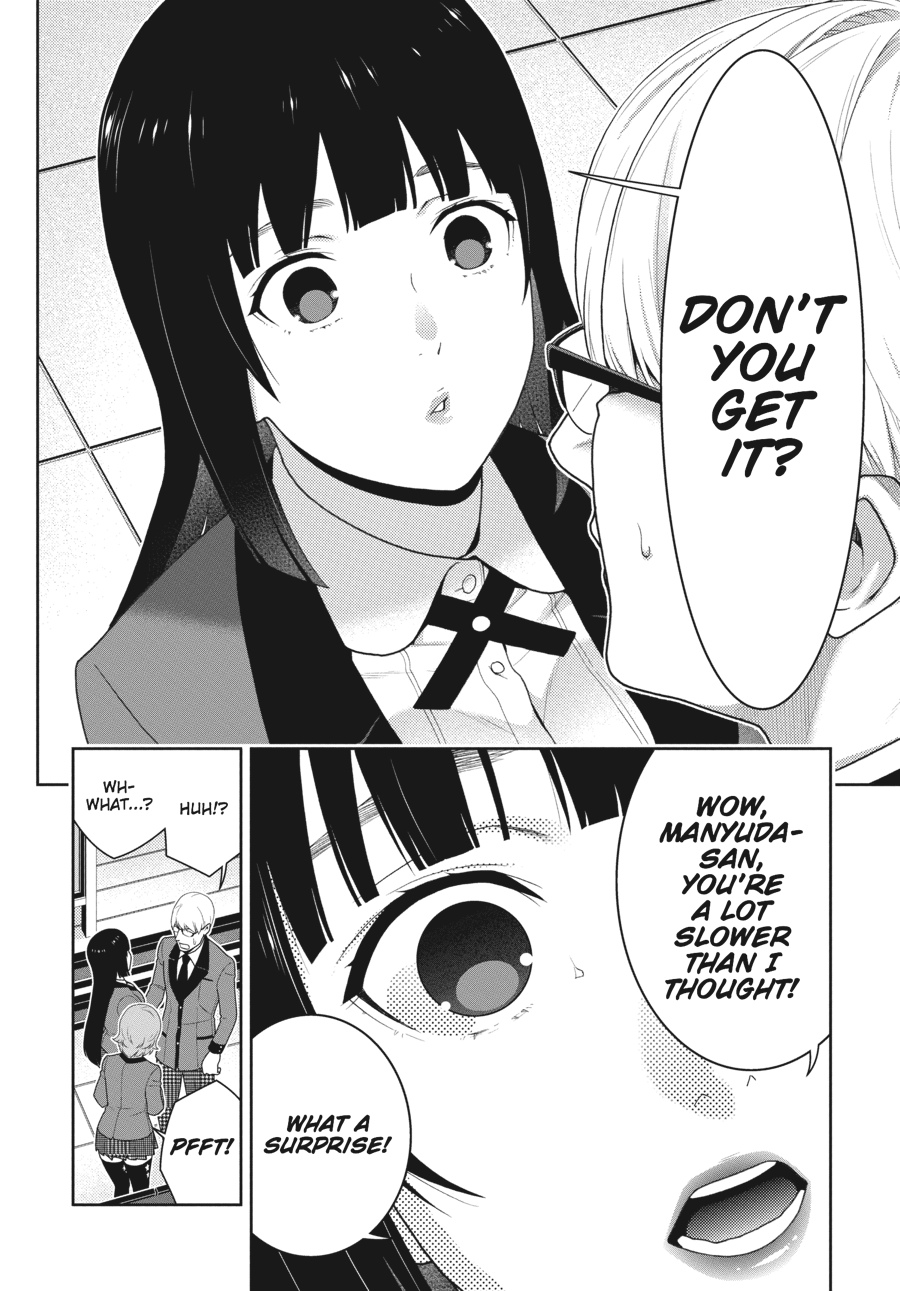 DON'T
YOU
GET
IT?
WOW,
MANYUDA-
SAN,
YOU'RE
A LOT
SLOWER
THAN I
THOUGHT!
WHAT A
SURPRISE!
HUH!?
WH-
WHAT...?
PFFT!